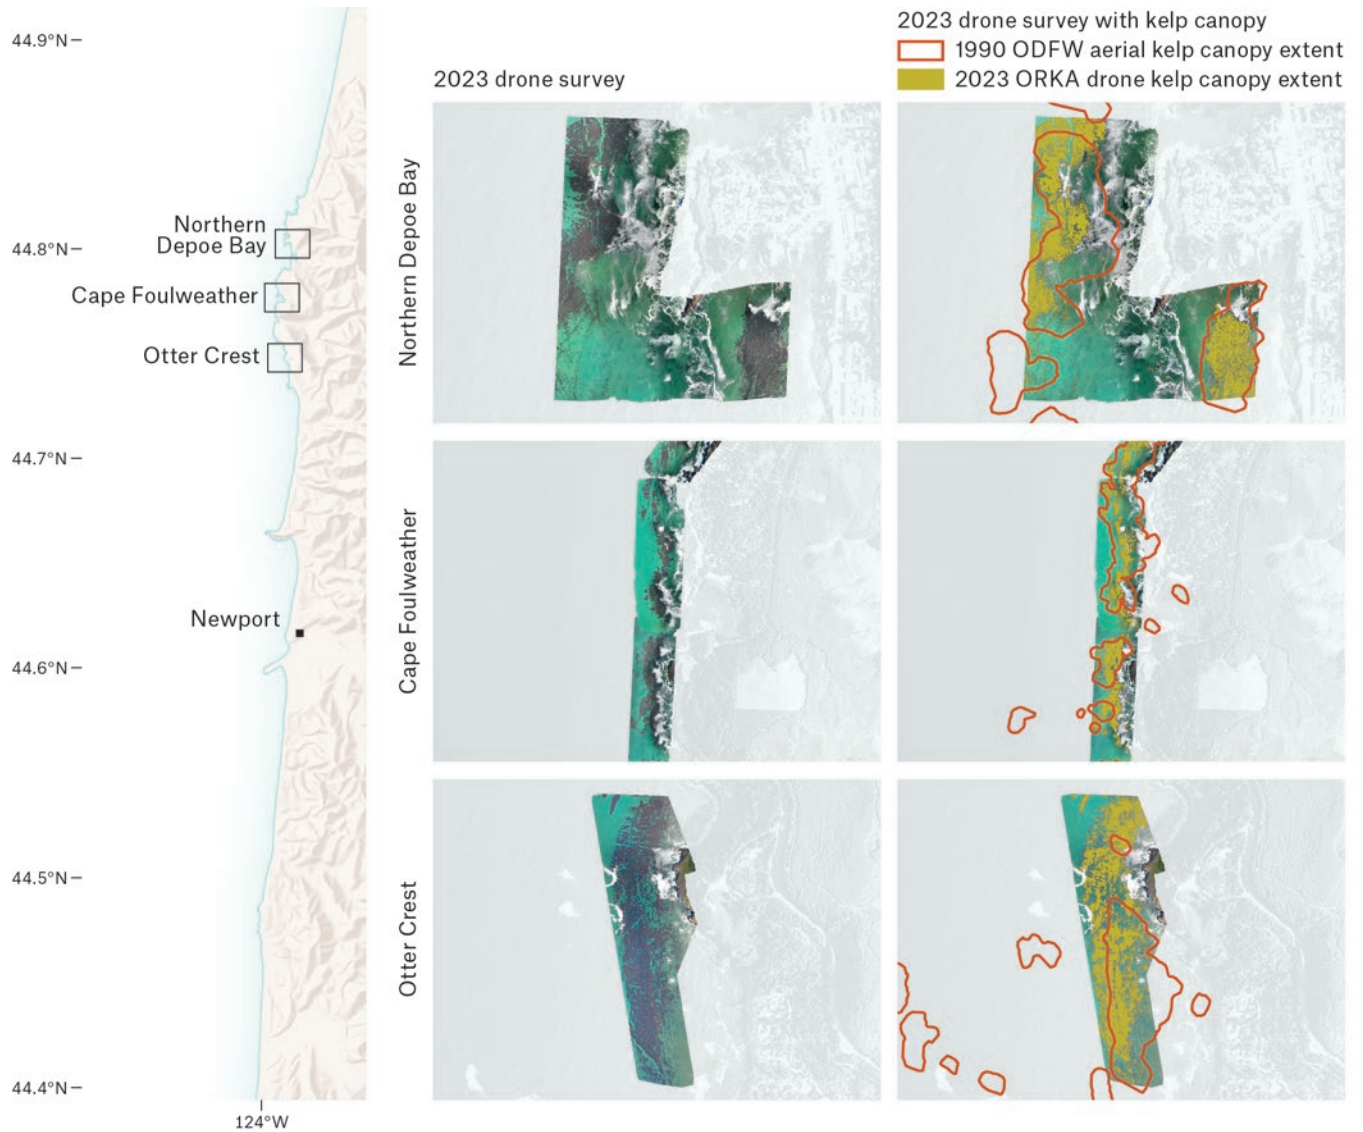 44.9°N
44.8°N
44.7°N
44.6°N
44.5°N
44.4°N
124°W
Northern
Depoe Bay
Cape Foulweather
Otter Crest
Newport
2023 drone survey
2023 drone survey with kelp canopy
1990 ODFW aerial kelp canopy extent
2023 ORKA drone kelp canopy extent
Northern Depoe Bay
Cape Foulweather
Otter Crest